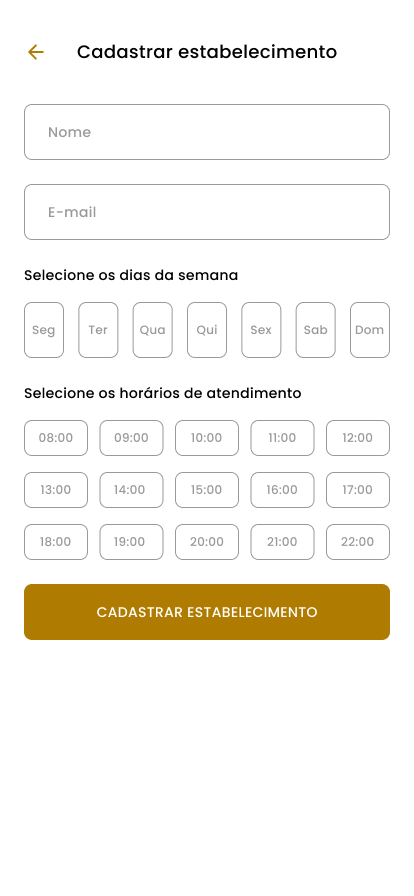 Cadastrar estabelecimento
Nome
E-mail
Selecione os dias da semana
Seg Ter Qua Qui Sex Sab Dom
Selecione os horários de atendimento
08:00 09:00 10:00 11:00 12:00
13:00 14:00 15:00 16:00 17:00
18:00 19:00 20:00 21:00 22:00
CADASTRAR ESTABELECIMENTO